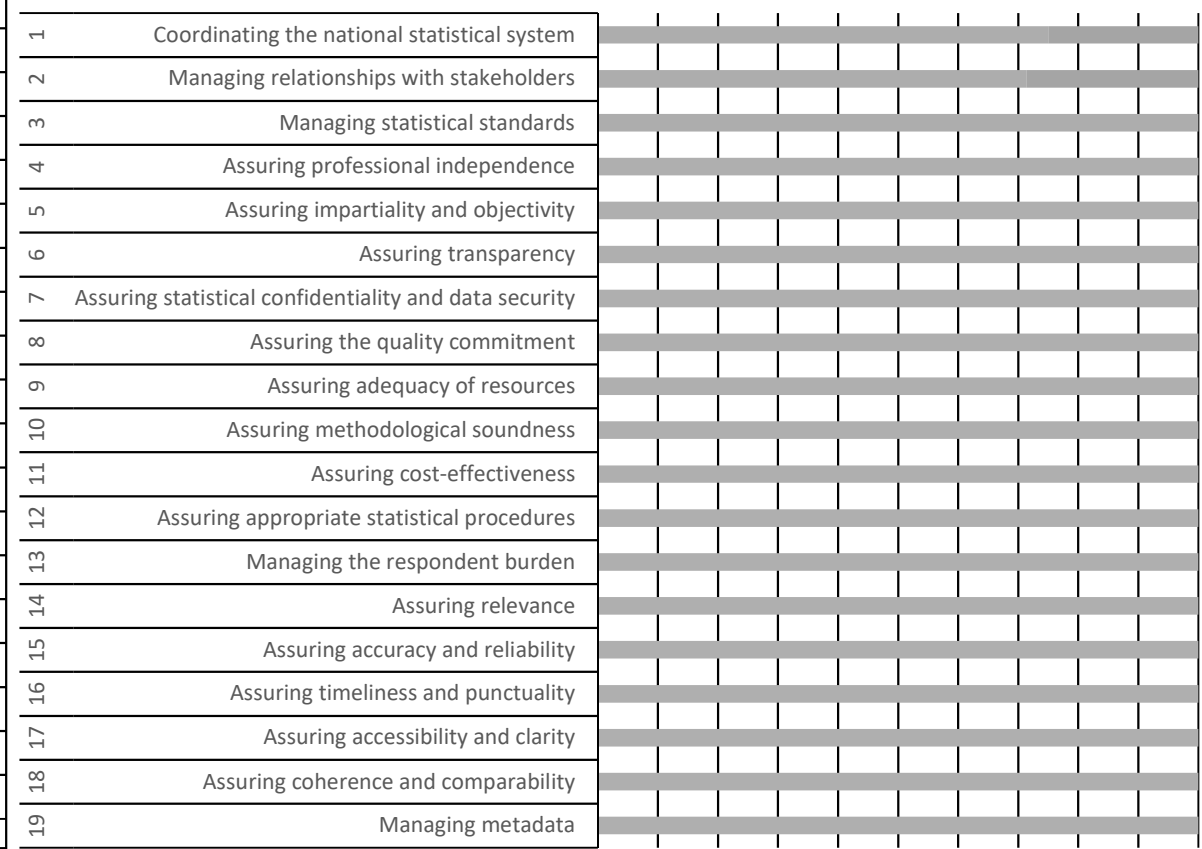 1 Coordinating the national statistical system
2 Managing relationships with stakeholders
3 Managing statistical standards
4 Assuring professional independence
5 Assuring impartiality and objectivity
6 Assuring transparency
7 Assuring statistical confidentiality and data security
8 Assuring the quality commitment
9 Assuring adequacy of resources
10 Assuring methodological soundness
11 Assuring cost-effectiveness
12 Assuring appropriate statistical procedures
13 Managing the respondent burden
14 Assuring relevance
15 Assuring accuracy and reliability
16 Assuring timeliness and punctuality
17 Assuring accessibility and clarity
18 Assuring coherence and comparability
19 Managing metadata